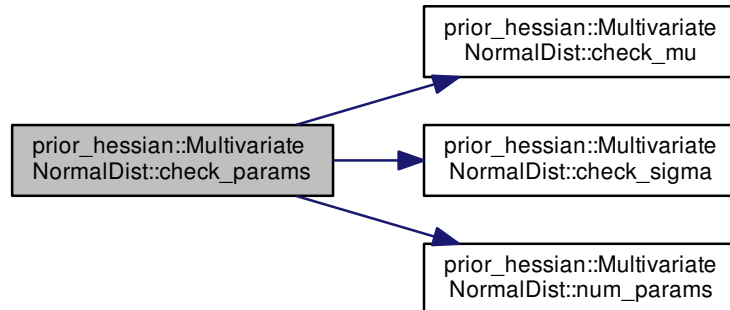 prior_hessian::Multivariate
NormalDist::check_mu
prior_hessian::Multivariate
NormalDist::check_params
prior_hessian::Multivariate
NormalDist::check_sigma
prior_hessian::Multivariate
NormalDist::num_params